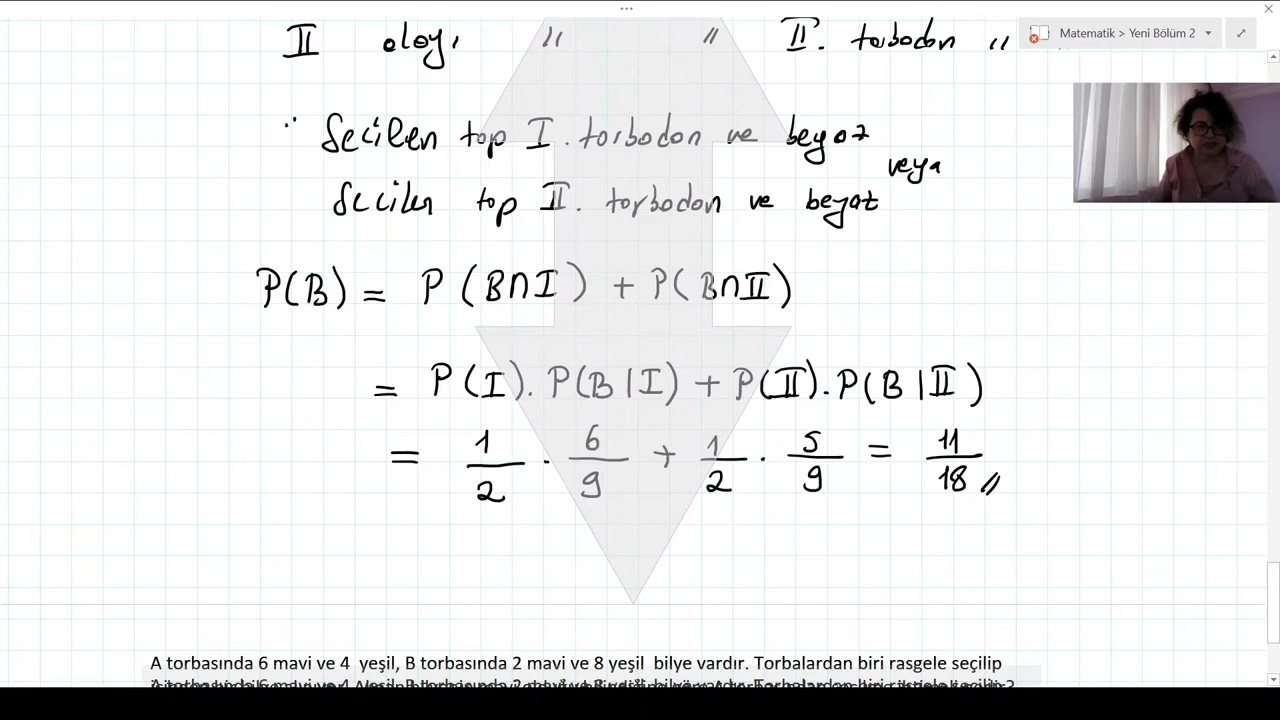 Matematik > Yeni Bölüm 2
II olayı " " II. torbadan "
∵ Seçilen top I. torbadan ve beyaz
veya
Seçilen top II. torbadan ve beyaz
P(B) = P(B∩I) + P(B∩II)
= P(I). P(B|I) + P(II). P(B|II)
= 1/2 · 6/9 + 1/2 · 5/9 = 11/18 //
A torbasında 6 mavi ve 4 yeşil, B torbasında 2 mavi ve 8 yeşil bilye vardır. Torbalardan biri rasgele seçilip